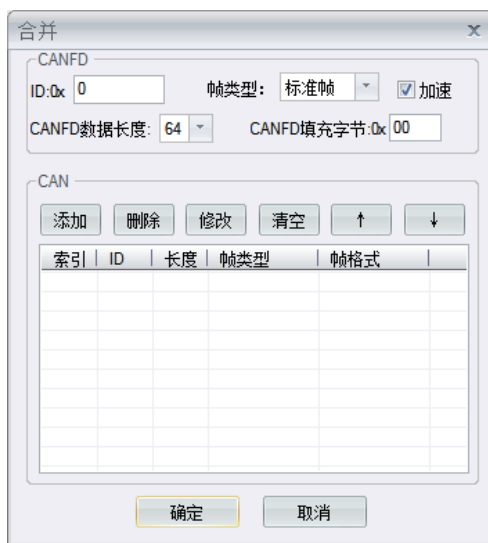 合并 x
CANFD
ID:0x 0 帧类型： 标准帧 加速
CANFD数据长度: 64 CANFD填充字节:0x 00
CAN
添加 删除 修改 清空 ↑ ↓
索引 ID 长度 帧类型 帧格式
确定 取消